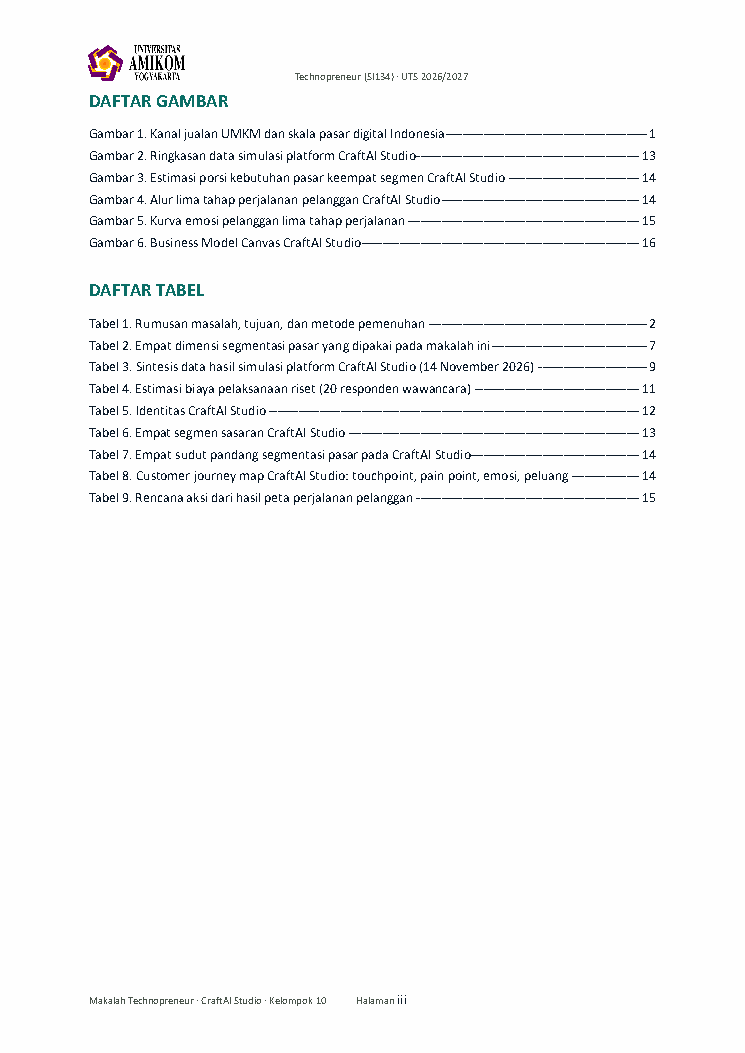 UNIVERSITAS
AMIKOM
YOGYAKARTA
Technopreneur (SI134) · UTS 2026/2027
DAFTAR GAMBAR
Gambar 1. Kanal jualan UMKM dan skala pasar digital Indonesia 1
Gambar 2. Ringkasan data simulasi platform CraftAI Studio 13
Gambar 3. Estimasi porsi kebutuhan pasar keempat segmen CraftAI Studio 14
Gambar 4. Alur lima tahap perjalanan pelanggan CraftAI Studio 14
Gambar 5. Kurva emosi pelanggan lima tahap perjalanan 15
Gambar 6. Business Model Canvas CraftAI Studio 16
DAFTAR TABEL
Tabel 1. Rumusan masalah, tujuan, dan metode pemenuhan 2
Tabel 2. Empat dimensi segmentasi pasar yang dipakai pada makalah ini 7
Tabel 3. Sintesis data hasil simulasi platform CraftAI Studio (14 November 2026) 9
Tabel 4. Estimasi biaya pelaksanaan riset (20 responden wawancara) 11
Tabel 5. Identitas CraftAI Studio 12
Tabel 6. Empat segmen sasaran CraftAI Studio 13
Tabel 7. Empat sudut pandang segmentasi pasar pada CraftAI Studio 14
Tabel 8. Customer journey map CraftAI Studio: touchpoint, pain point, emosi, peluang 14
Tabel 9. Rencana aksi dari hasil peta perjalanan pelanggan 15
Makalah Technopreneur · CraftAI Studio · Kelompok 10 Halaman iii